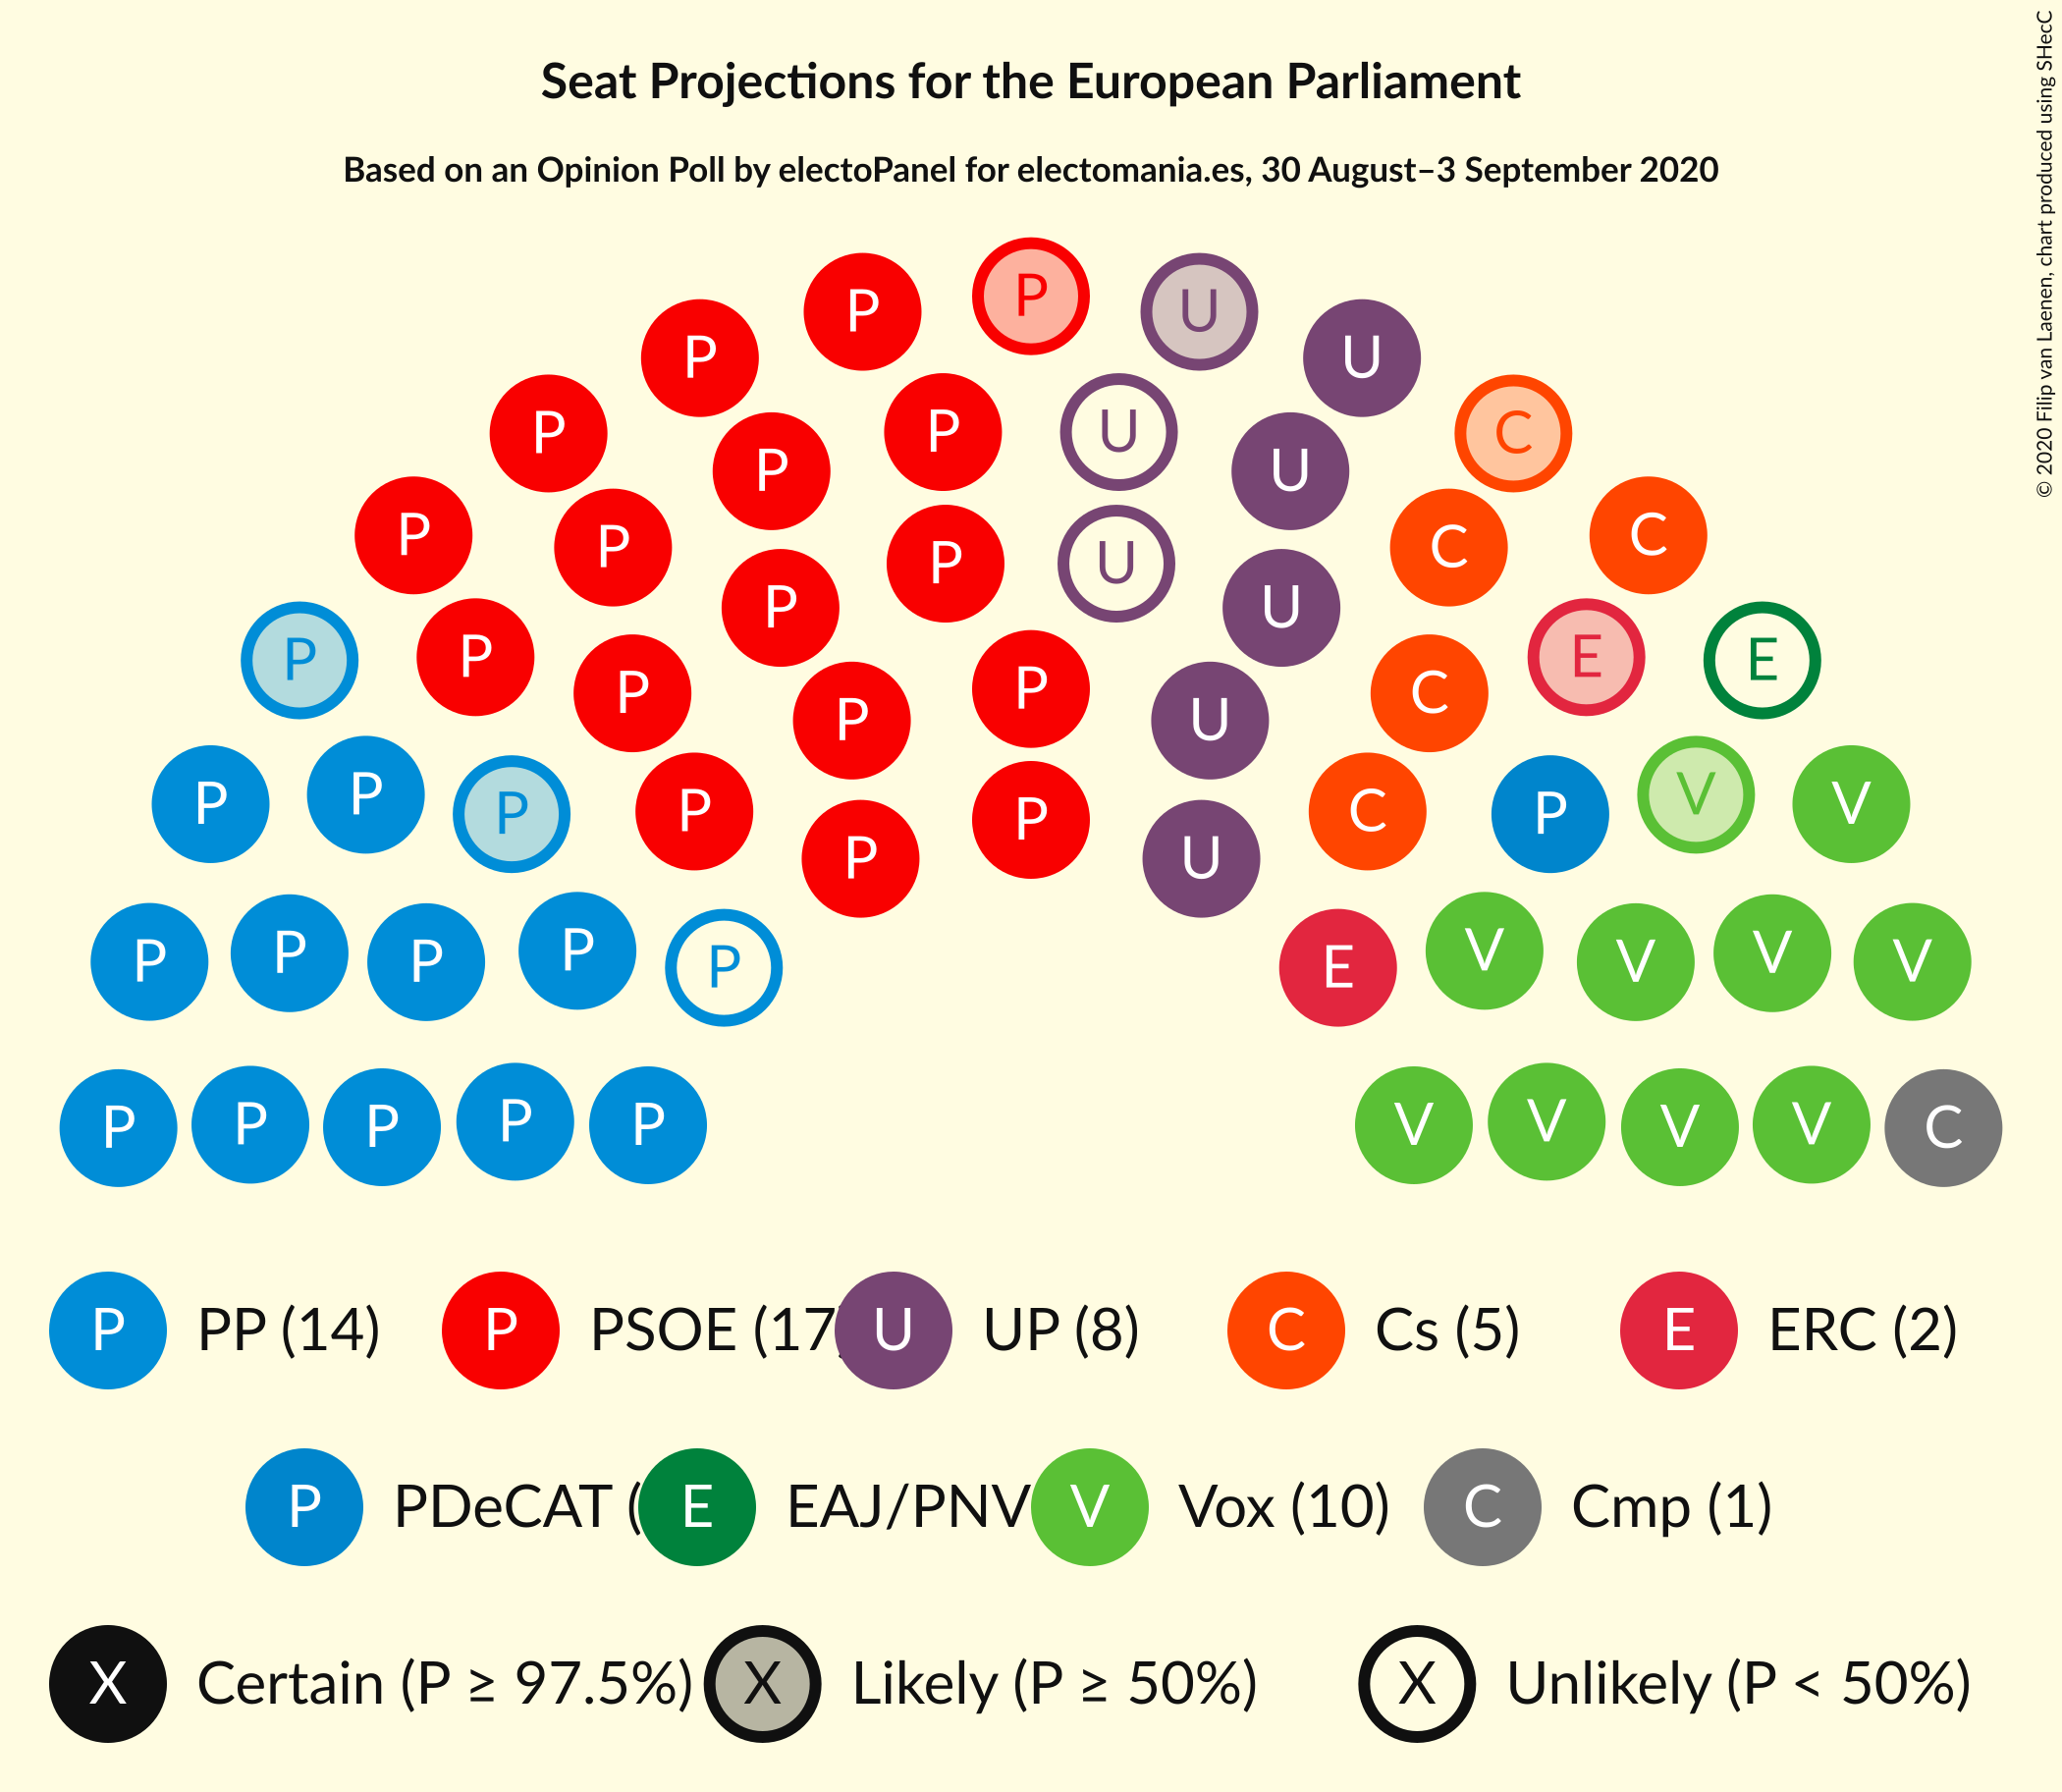 Seat Projections for the European Parliament
Based on an Opinion Poll by electoPanel for electomania.es, 30 August–3 September 2020
© 2020 Filip van Laenen, chart produced using SHecC
P U
P P U
P P U C
P P U U C C
P P P U
P P P P U C E E
P P P P U C
P P P P P U C P V V
P P P P P E V V V V
P P P P P V V V V C
P PP (14) P PSOE (17 U UP (8) C Cs (5) E ERC (2)
P PDeCAT ( E EAJ/PNV V Vox (10) C Cmp (1)
X Certain (P ≥ 97.5%) X Likely (P ≥ 50%) X Unlikely (P < 50%)